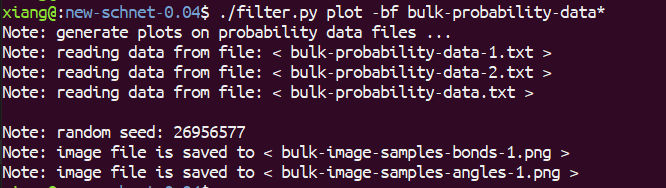 xiang@:new-schnet-0.04$ ./filter.py plot -bf bulk-probability-data*
Note: generate plots on probability data files ...
Note: reading data from file: < bulk-probability-data-1.txt >
Note: reading data from file: < bulk-probability-data-2.txt >
Note: reading data from file: < bulk-probability-data.txt >

Note: random seed: 26956577
Note: image file is saved to < bulk-image-samples-bonds-1.png >
Note: image file is saved to < bulk-image-samples-angles-1.png >